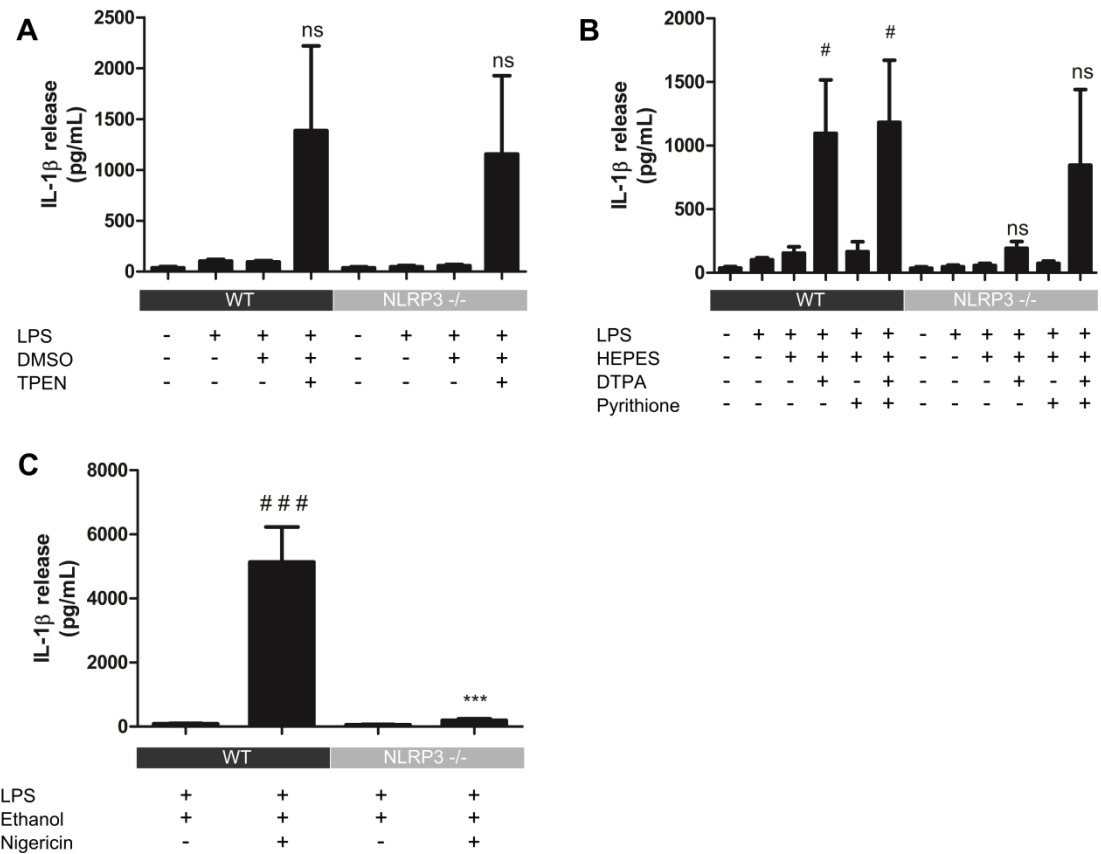 A
IL-1β release
(pg/mL)
2500
2000
1500
1000
500
0
ns
ns
WT
NLRP3 -/-
LPS - + + + - + + +
DMSO - - + + - - + +
TPEN - - - + - - - +
B
IL-1β release
(pg/mL)
2000
1500
1000
500
0
#
#
ns
ns
WT
NLRP3 -/-
LPS - + + + + + - + + + + +
HEPES - - + + + + - - + + + +
DTPA - - - + - + - - - + - +
Pyrithione - - - - + + - - - - + +
C
IL-1β release
(pg/mL)
8000
6000
4000
2000
0
# # #
***
WT
NLRP3 -/-
LPS + + + +
Ethanol + + + +
Nigericin - + - +